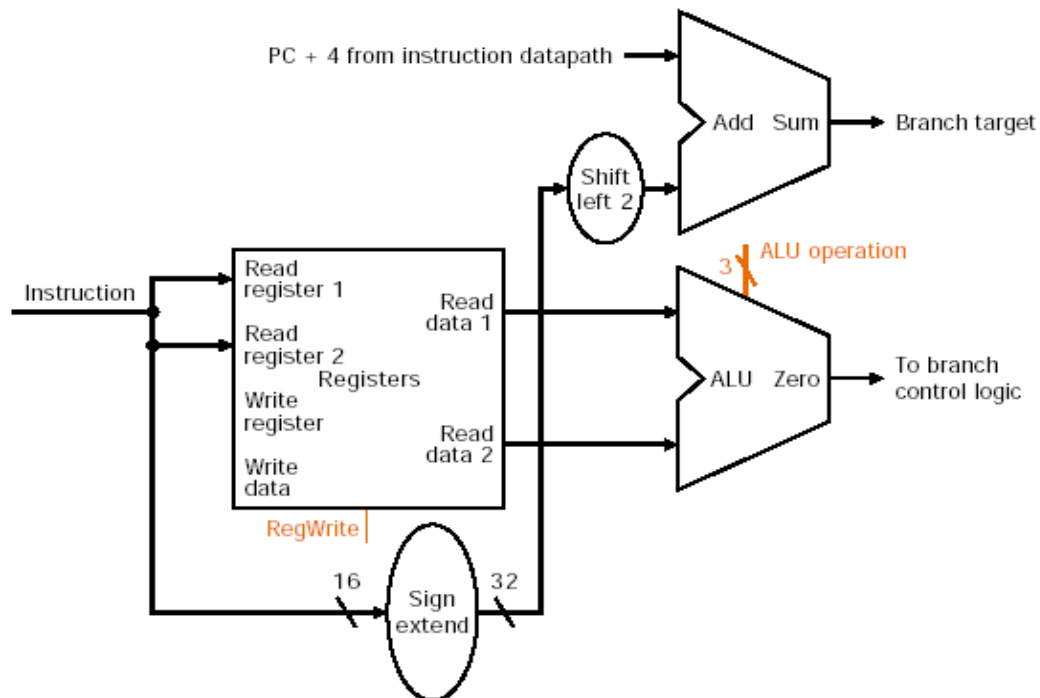 PC + 4 from instruction datapath
Add Sum
Branch target
Shift
left 2
ALU operation
3
Instruction
Read
register 1
Read
data 1
Read
register 2
Registers
ALU Zero
To branch
control logic
Write
register
Read
data 2
Write
data
RegWrite
16
Sign
extend
32